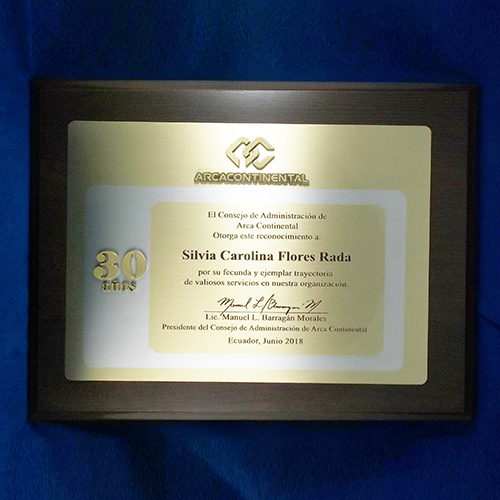 ARCACONTINENTAL
El Consejo de Administración de
Arca Continental
Otorga este reconocimiento a:
Silvia Carolina Flores Rada
por su fecunda y ejemplar trayectoria
de valiosos servicios en nuestra organización
30
años
Manuel L. Barragan M
Lic. Manuel L. Barragán Morales
Presidente del Consejo de Administración de Arca Continental
Ecuador, Junio 2018